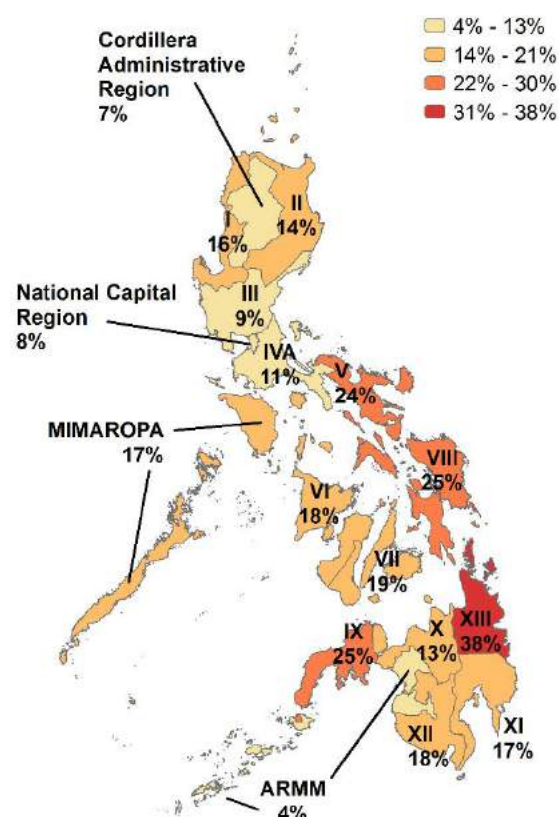 Cordillera
Administrative
Region
7%
4% - 13%
14% - 21%
22% - 30%
31% - 38%
I
16%
II
14%
III
9%
National Capital
Region
8%
IVA
11%
V
24%
MIMAROPA
17%
VIII
25%
VI
18%
VII
19%
IX
25%
X
13%
XIII
38%
XI
17%
XII
18%
ARMM
4%